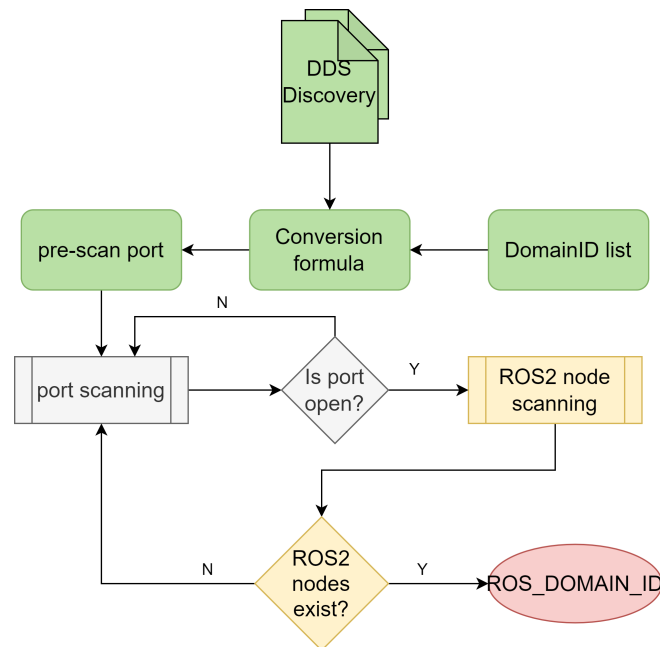 DDS
Discovery
pre-scan port
Conversion
formula
DomainID list
N
port scanning
Is port
open?
Y
ROS2 node
scanning
N
ROS2
nodes
exist?
Y
ROS_DOMAIN_ID